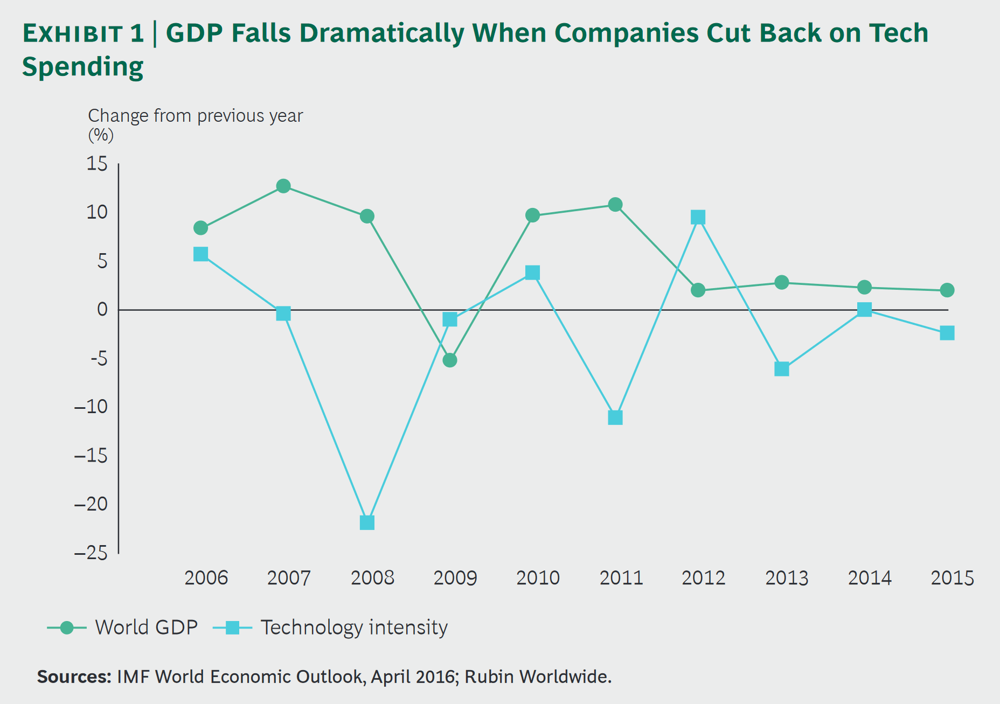 EXHIBIT 1 | GDP Falls Dramatically When Companies Cut Back on Tech
Spending
Change from previous year
(%)
15
10
5
0
-5
–10
–15
–20
–25
2006 2007 2008 2009 2010 2011 2012 2013 2014 2015
World GDP Technology intensity
Sources: IMF World Economic Outlook, April 2016; Rubin Worldwide.